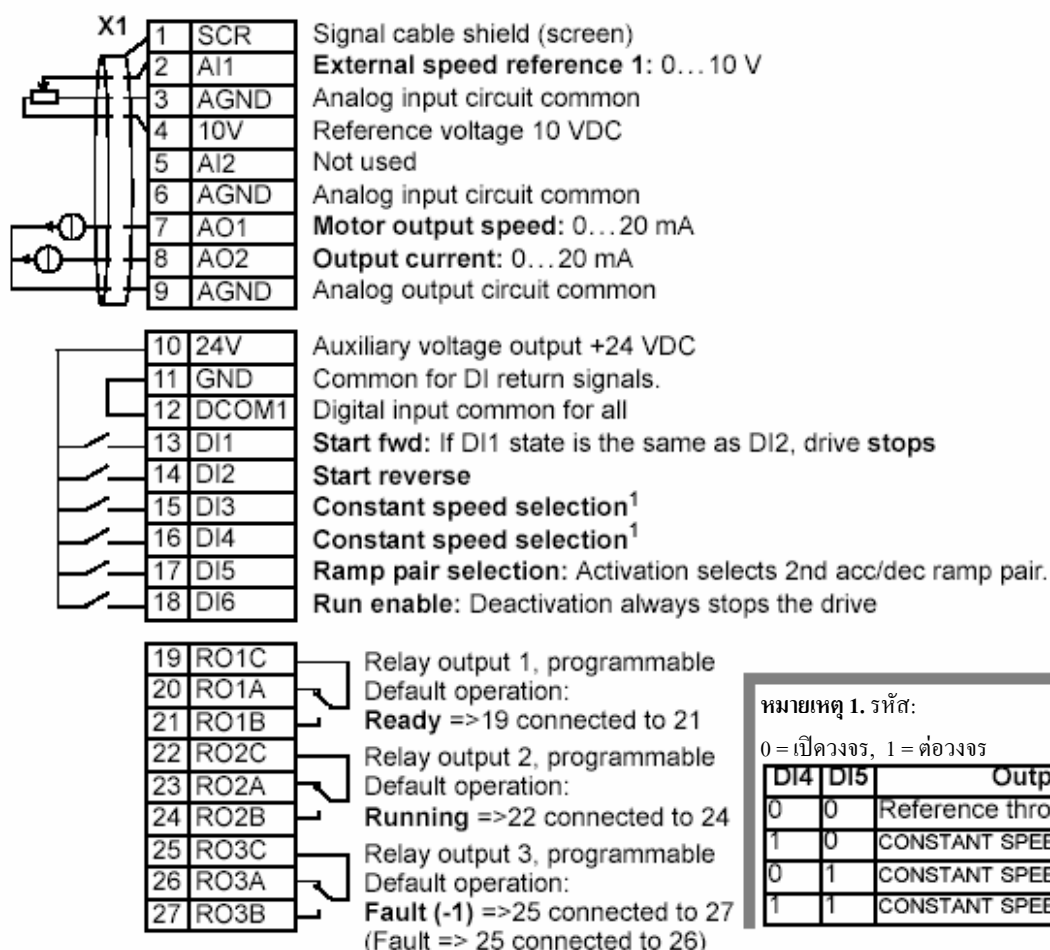 X1
1 SCR Signal cable shield (screen)
2 AI1 External speed reference 1: 0…10 V
3 AGND Analog input circuit common
4 10V Reference voltage 10 VDC
5 AI2 Not used
6 AGND Analog input circuit common
7 AO1 Motor output speed: 0…20 mA
8 AO2 Output current: 0…20 mA
9 AGND Analog output circuit common
10 24V Auxiliary voltage output +24 VDC
11 GND Common for DI return signals.
12 DCOM1 Digital input common for all
13 DI1 Start fwd: If DI1 state is the same as DI2, drive stops
14 DI2 Start reverse
15 DI3 Constant speed selection¹
16 DI4 Constant speed selection¹
17 DI5 Ramp pair selection: Activation selects 2nd acc/dec ramp pair.
18 DI6 Run enable: Deactivation always stops the drive
19 RO1C Relay output 1, programmable
20 RO1A Default operation:
21 RO1B Ready =>19 connected to 21
22 RO2C Relay output 2, programmable
23 RO2A Default operation:
24 RO2B Running =>22 connected to 24
25 RO3C Relay output 3, programmable
26 RO3A Default operation:
27 RO3B Fault (-1) =>25 connected to 27
(Fault => 25 connected to 26)
หมายเหตุ 1. รหัส:
0 = เปิดวงจร, 1 = ต่อวงจร
DI4 DI5
0 0 Reference
1 0 CONSTANT
0 1 CONSTANT
1 1 CONSTANT